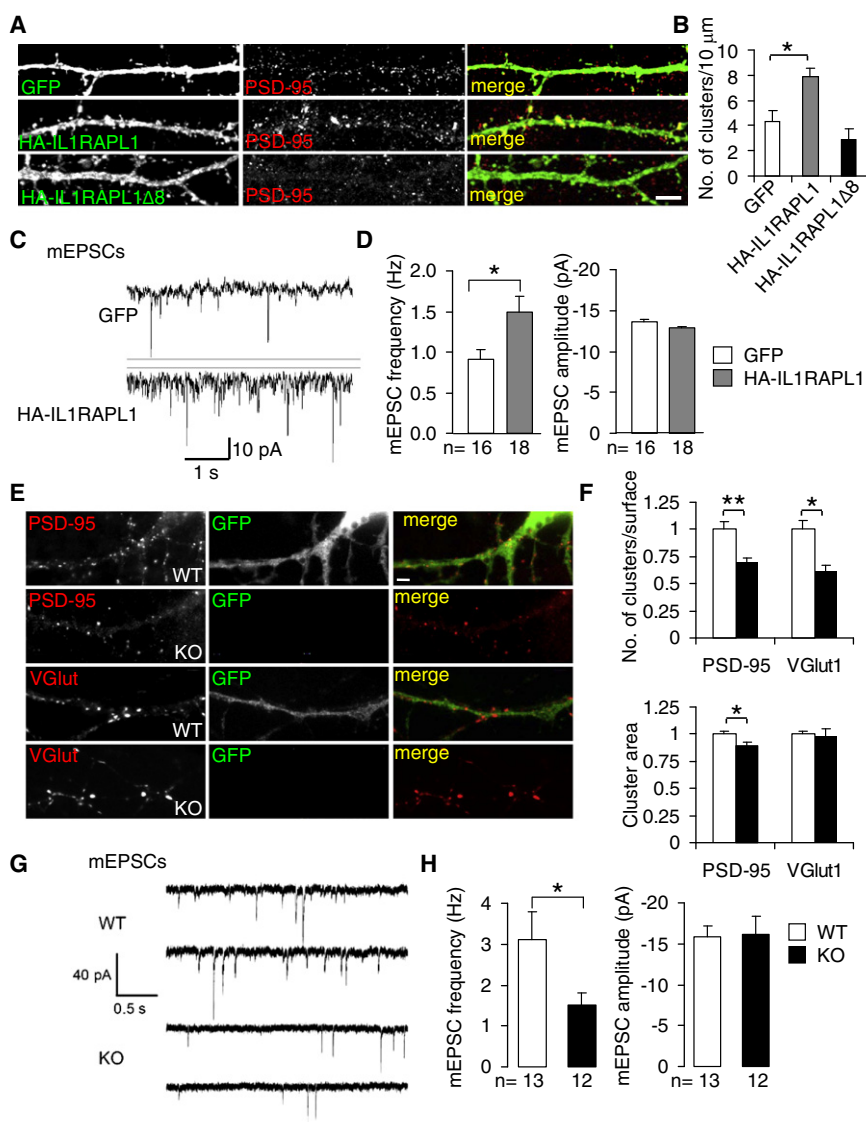 A
GFP
PSD-95
merge
HA-IL1RAPL1
PSD-95
merge
HA-IL1RAPL1Δ8
PSD-95
merge
B
No. of clusters/10 μm
10
8
6
4
2
0
*
GFP
HA-IL1RAPL1
HA-IL1RAPL1Δ8
C
mEPSCs
GFP
HA-IL1RAPL1
10 pA
1 s
D
mEPSC frequency (Hz)
2.0
1.5
1.0
0.5
0.0
*
n= 16 18
mEPSC amplitude (pA)
-20
-15
-10
-5
0
n= 16 18
GFP
HA-IL1RAPL1
E
PSD-95
WT
GFP
merge
PSD-95
KO
GFP
merge
VGlut
WT
GFP
merge
VGlut
KO
GFP
merge
F
No. of clusters/surface
1.25
1
0.75
0.5
0.25
0
**
*
PSD-95 VGlut1
Cluster area
1.25
1
0.75
0.5
0.25
0
*
PSD-95 VGlut1
G
mEPSCs
WT
40 pA
0.5 s
KO
H
mEPSC frequency (Hz)
4
3
2
1
0
*
n= 13 12
mEPSC amplitude (pA)
-20
-15
-10
-5
0
n= 13 12
WT
KO